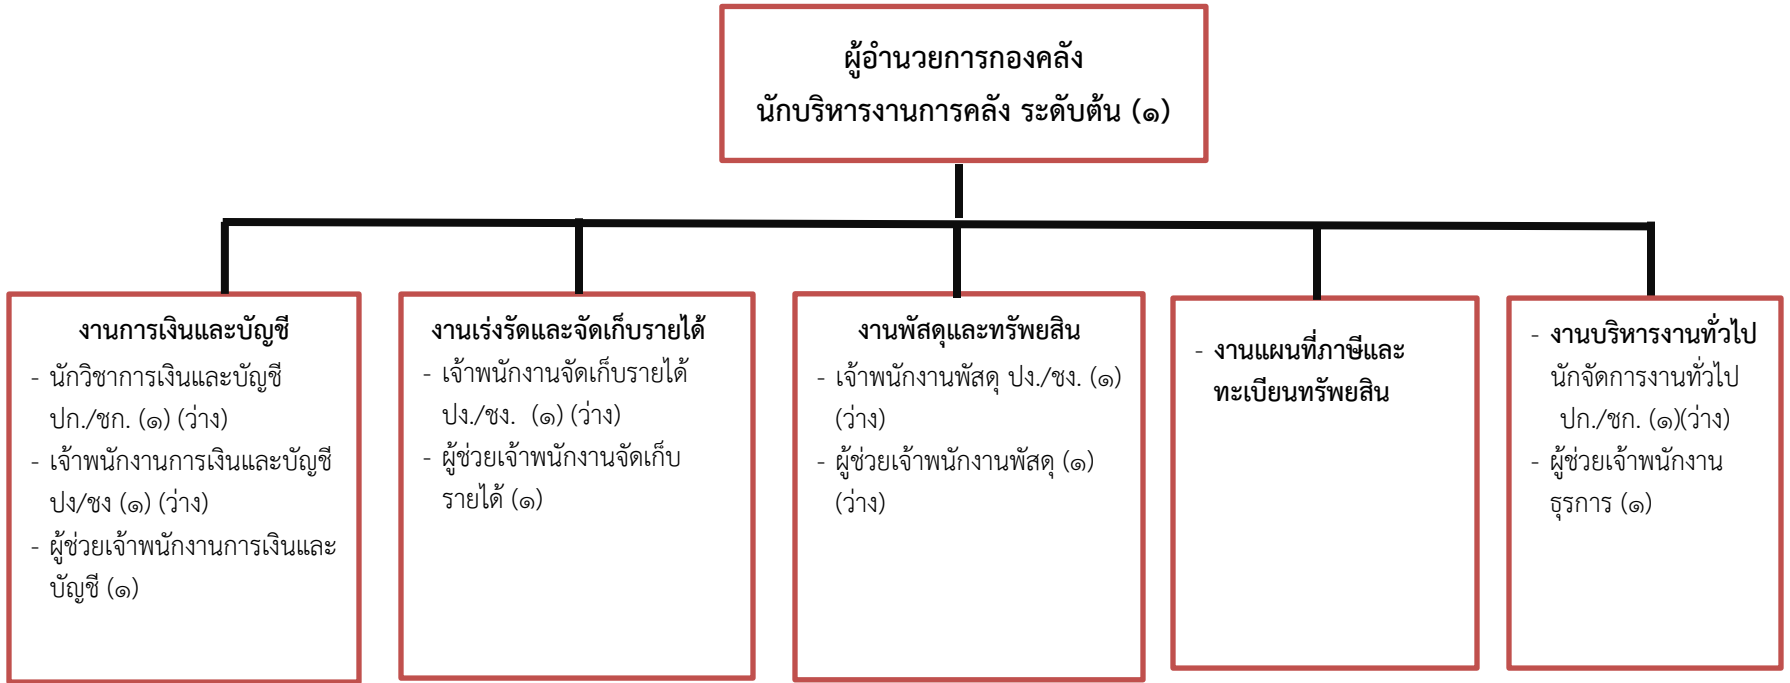 ผู้อำนวยการกองคลัง
นักบริหารงานการคลัง ระดับต้น (๑)
งานการเงินและบัญชี
- นักวิชาการเงินและบัญชี
ปก./ชก. (๑) (ว่าง)
- เจ้าพนักงานการเงินและบัญชี
ปง/ชง (๑) (ว่าง)
- ผู้ช่วยเจ้าพนักงานการเงินและ
บัญชี (๑)
งานเร่งรัดและจัดเก็บรายได้
- เจ้าพนักงานจัดเก็บรายได้
ปง./ชง. (๑) (ว่าง)
- ผู้ช่วยเจ้าพนักงานจัดเก็บ
รายได้ (๑)
งานพัสดุและทรัพยสิน
- เจ้าพนักงานพัสดุ ปง./ชง. (๑)
(ว่าง)
- ผู้ช่วยเจ้าพนักงานพัสดุ (๑)
(ว่าง)
- งานแผนที่ภาษีและ
ทะเบียนทรัพยสิน
- งานบริหารงานทั่วไป
นักจัดการงานทั่วไป
ปก./ชก. (๑)(ว่าง)
- ผู้ช่วยเจ้าพนักงาน
ธุรการ (๑)